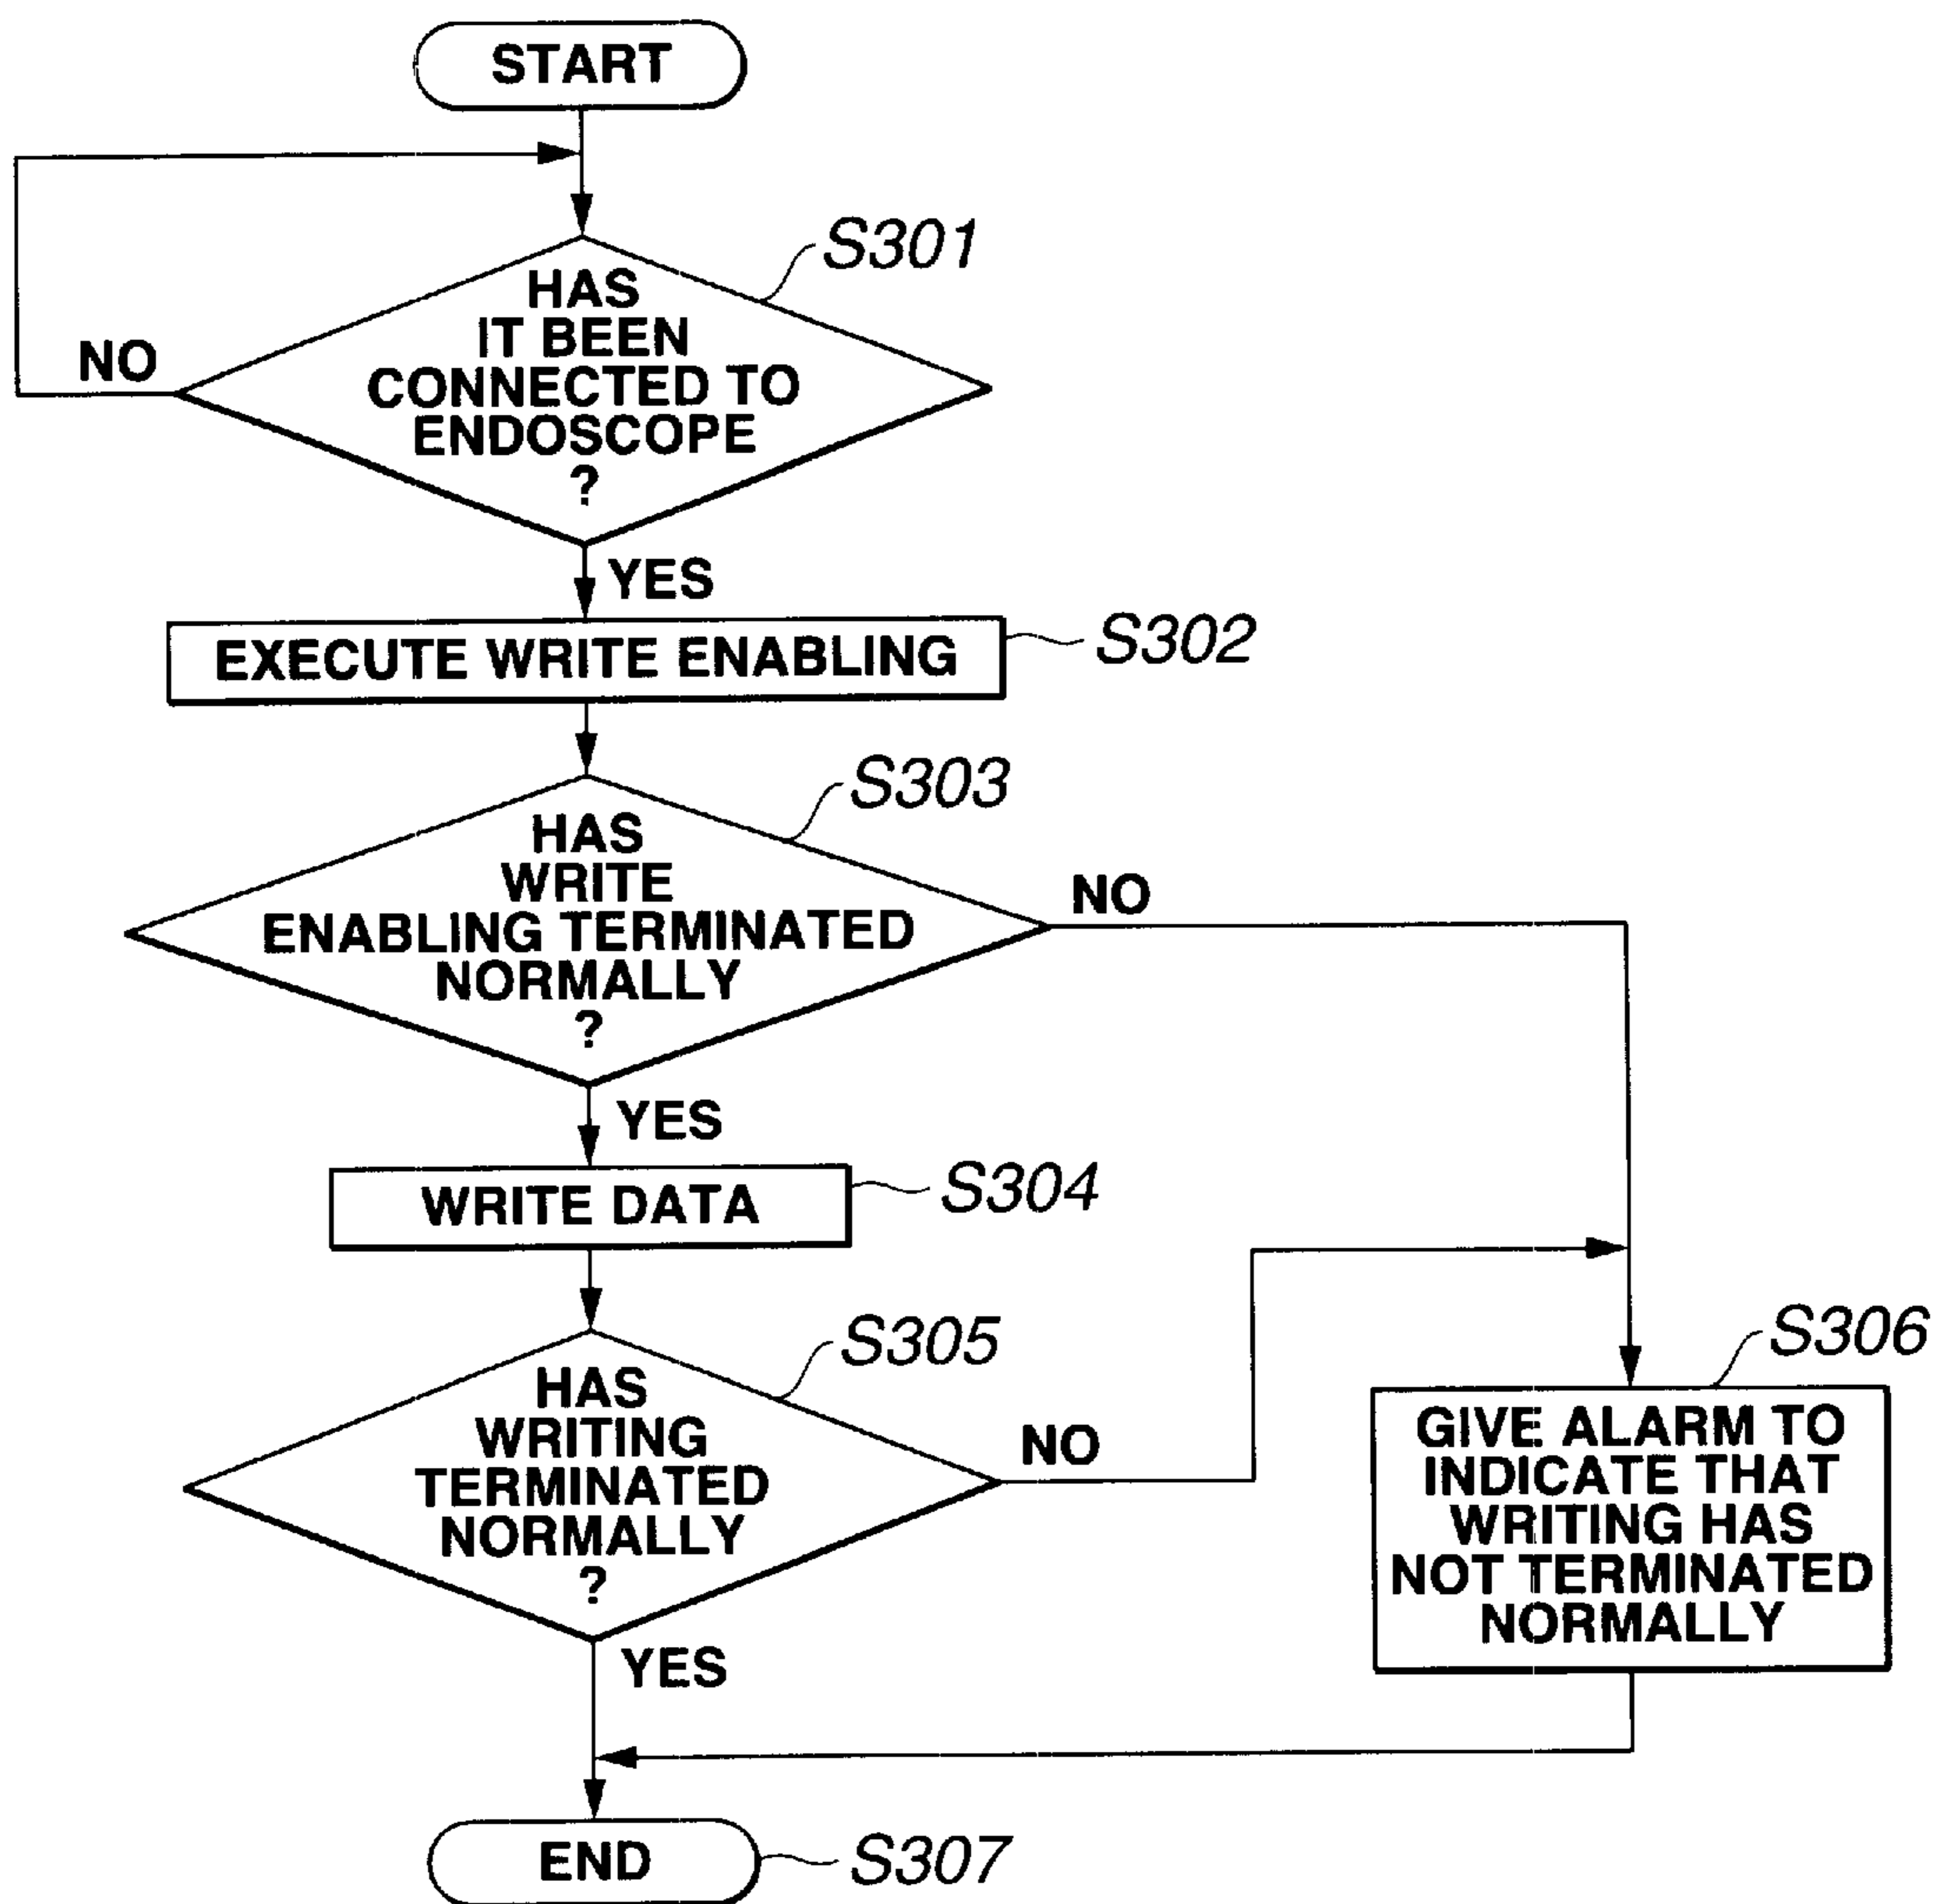 START
S301
HAS
IT BEEN
CONNECTED TO
ENDOSCOPE
?
NO
YES
EXECUTE WRITE ENABLING
S302
S303
HAS
WRITE
ENABLING TERMINATED
NORMALLY
?
NO
YES
WRITE DATA
S304
S305
HAS
WRITING
TERMINATED
NORMALLY
?
NO
YES
S306
GIVE ALARM TO
INDICATE THAT
WRITING HAS
NOT TERMINATED
NORMALLY
END
S307